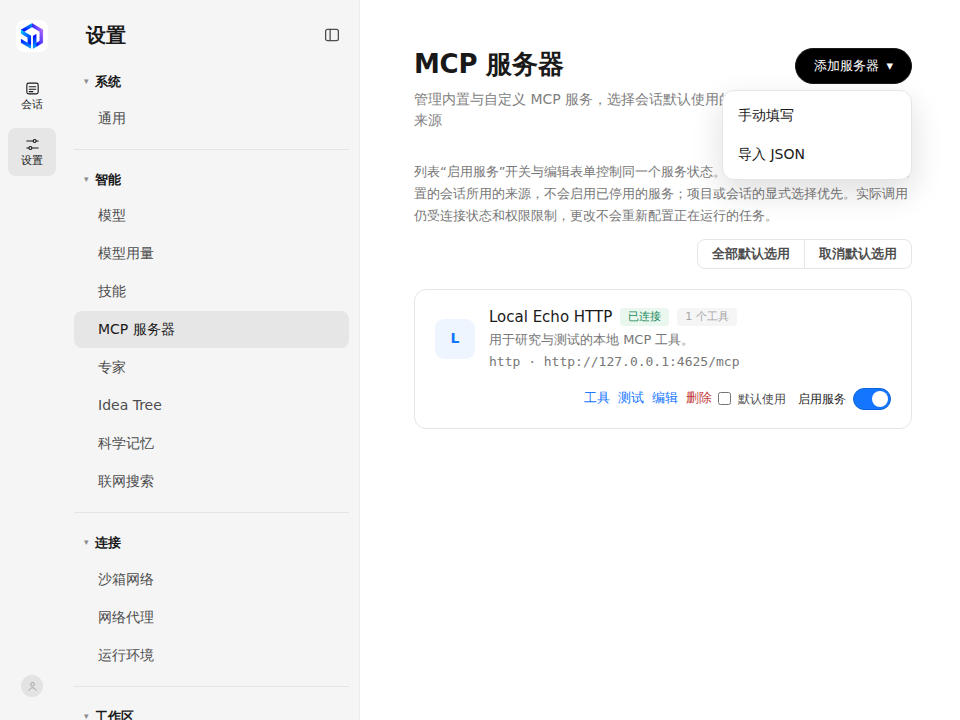 设置
会话
设置
系统
通用
智能
模型
模型用量
技能
MCP 服务器
专家
Idea Tree
科学记忆
联网搜索
连接
沙箱网络
网络代理
运行环境
工作区
MCP 服务器
添加服务器
管理内置与自定义 MCP 服务，选择会话默认使用的
来源
手动填写
导入 JSON
列表“启用服务”开关与编辑表单控制同一个服务状态。
置的会话所用的来源，不会启用已停用的服务；项目或会话的显式选择优先。实际调用
仍受连接状态和权限限制，更改不会重新配置正在运行的任务。
全部默认选用 取消默认选用
L
Local Echo HTTP 已连接 1 个工具
用于研究与测试的本地 MCP 工具。
http · http://127.0.0.1:4625/mcp
工具 测试 编辑 删除 默认使用 启用服务